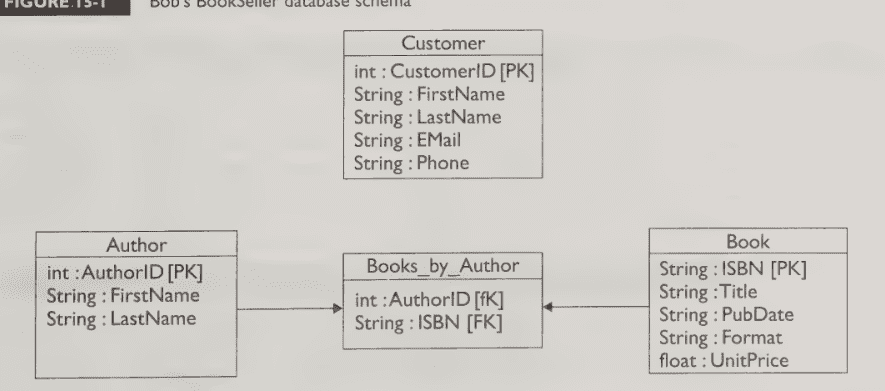 FIGURE 15-1 Bob's BookSeller database schema
Customer
int : CustomerID [PK]
String : FirstName
String : LastName
String : EMail
String : Phone
Author
int : AuthorID [PK]
String : FirstName
String : LastName
Books_by_Author
int : AuthorID [fK]
String : ISBN [FK]
Book
String : ISBN [PK]
String : Title
String : PubDate
String : Format
float : UnitPrice